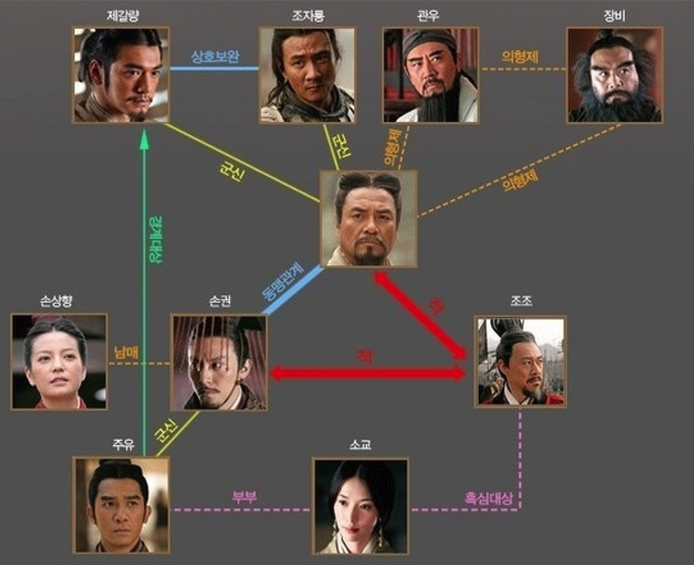 제갈량
조자룡
관우
장비
상호보완
의형제
군신
군신
의형제
의형제
경계대상
동맹관계
적
손상향
손권
조조
남매
적
군신
주유
소교
부부
흑심대상